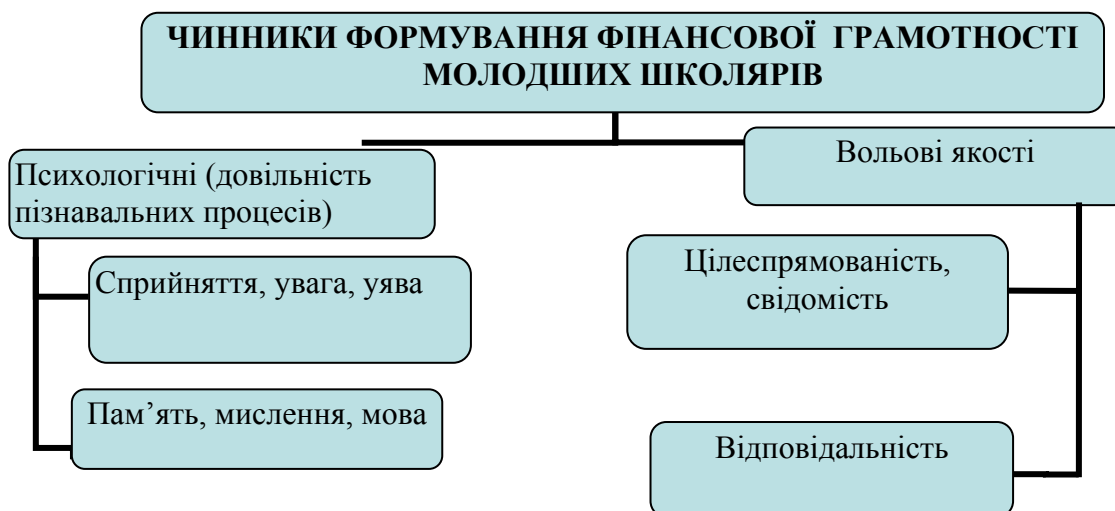 ЧИННИКИ ФОРМУВАННЯ ФІНАНСОВОЇ ГРАМОТНОСТІ
МОЛОДШИХ ШКОЛЯРІВ
Психологічні (довільність
пізнавальних процесів)
Сприйняття, увага, уява
Пам’ять, мислення, мова
Вольові якості
Цілеспрямованість,
свідомість
Відповідальність